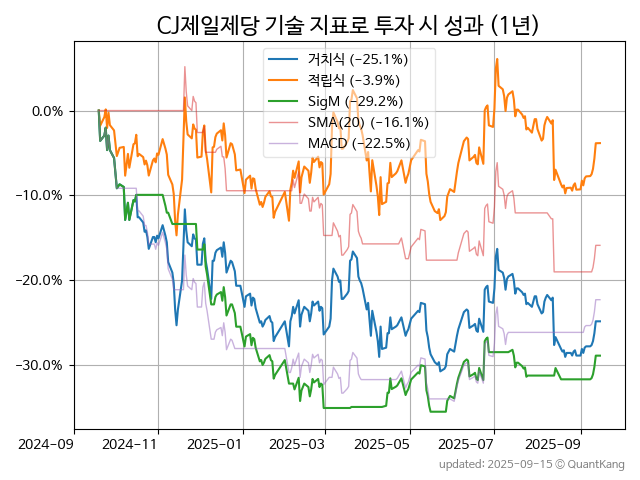 CJ제일제당 기술 지표로 투자 시 성과 (1년)
거치식 (−25.1%)
적립식 (−3.9%)
SigM (−29.2%)
SMA(20) (−16.1%)
MACD (−22.5%)
0.0%
−10.0%
−20.0%
−30.0%
2024-09 2024-11 2025-01 2025-03 2025-05 2025-07 2025-09
updated: 2025-09-15 © QuantKang